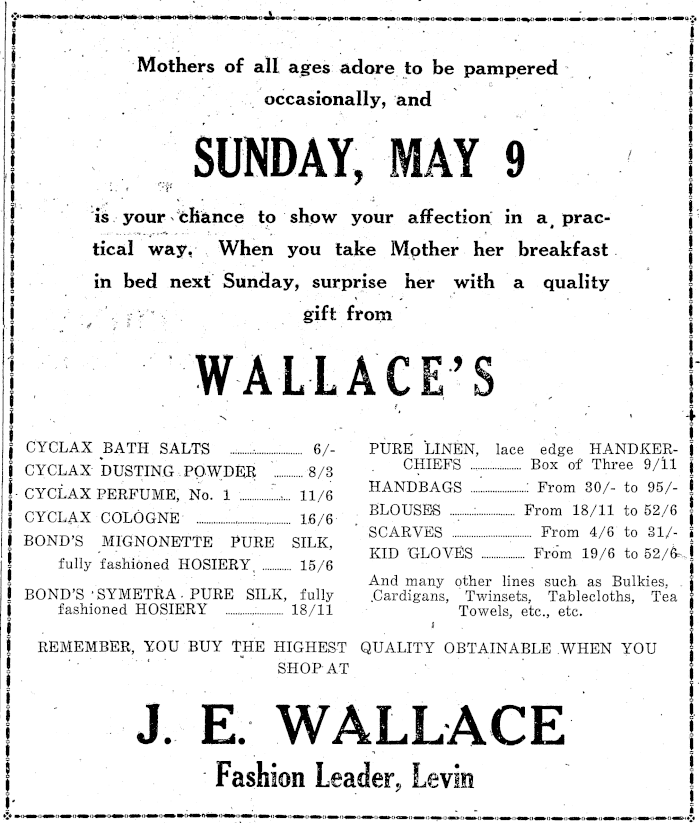 Mothers of all ages adore to be pampered
occasionally, and
SUNDAY, MAY 9
is your chance to show your affection in a prac-
tical way. When you take Mother her breakfast
in bed next Sunday, surprise her with a quality
gift from
WALLACE'S
CYCLAX BATH SALTS ........ 6/-
CYCLAX DUSTING POWDER ........ 8/3
CYCLAX PERFUME, No. 1 ........ 11/6
CYCLAX COLOGNE ........ 16/6
BOND'S MIGNONETTE PURE SILK,
fully fashioned HOSIERY ........ 15/6
BOND'S SYMETRA PURE SILK, fully
fashioned HOSIERY ........ 18/11
PURE LINEN, lace edge HANDKER-
CHIEFS ........ Box of Three 9/11
HANDBAGS ........ From 30/- to 95/-
BLOUSES ........ From 18/11 to 52/6
SCARVES ........ From 4/6 to 31/-
KID GLOVES ........ From 19/6 to 52/6
And many other lines such as Bulkies,
Cardigans, Twinsets, Tablecloths, Tea
Towels, etc., etc.
REMEMBER, YOU BUY THE HIGHEST QUALITY OBTAINABLE WHEN YOU
SHOP AT
J. E. WALLACE
Fashion Leader, Levin